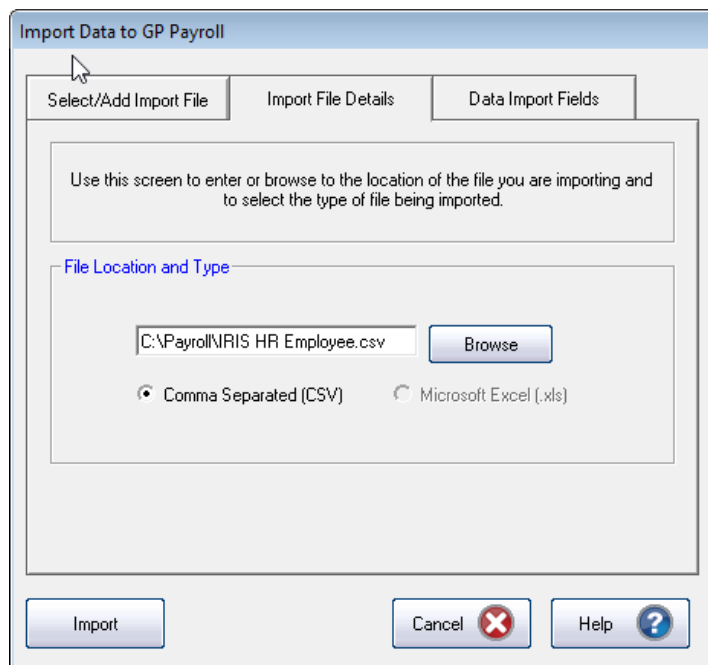 Import Data to GP Payroll
Select/Add Import File
Import File Details
Data Import Fields
Use this screen to enter or browse to the location of the file you are importing and
to select the type of file being imported.
File Location and Type
C:\Payroll\IRIS HR Employee.csv
Browse
Comma Separated (CSV)
Microsoft Excel (.xls)
Import
Cancel
Help
?